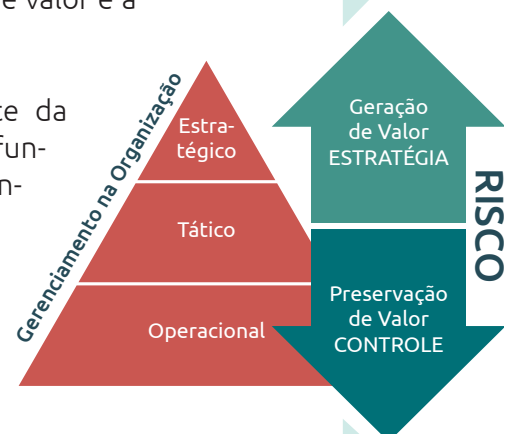 e valor e a
te da
fun-
n-
Gerenciamento na Organização
Estra-
tégico
Tático
Operacional
Geração
de Valor
ESTRATÉGIA
Preservação
de Valor
CONTROLE
RISCO